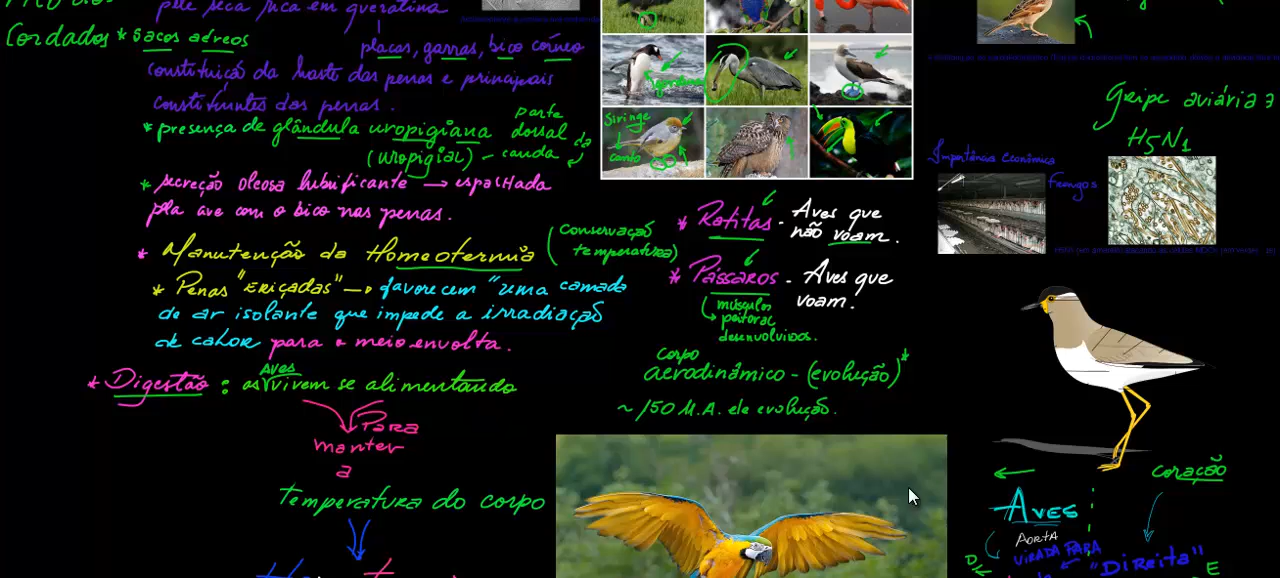 pele seca rica em queratina
Cordados * sacos aéreos
placas, garras, bico córneo
constituição da haste das penas e principais
constituintes das penas.
* presença de glândula uropigiana
parte
dorsal da
cauda
(uropigial) -
* secreção oleosa lubrificante → espalhada
pla ave com o bico nas penas.
* Manutenção da Homeotermia
(conservação
temperatura)
* Penas "ERIÇADAS" → favorecem "uma camada
de ar isolante que impede a irradiação
de calor para o meio envolta.
* Digestão : as Aves vivem se alimentando
Para
manter
a
temperatura do corpo
Siringe
canto
* Ratitas - Aves que
não voam.
* Pássaros - Aves que
voam.
músculos
peitoral
desenvolvidos.
corpo
aerodinâmico - (evolução)*
~ 150 M.A. de evolução.
Gripe aviária
H5N1
Importância Econômica
Frangos
coração
AVES
AORTA
VIRADA PARA
"Direita"
D
E